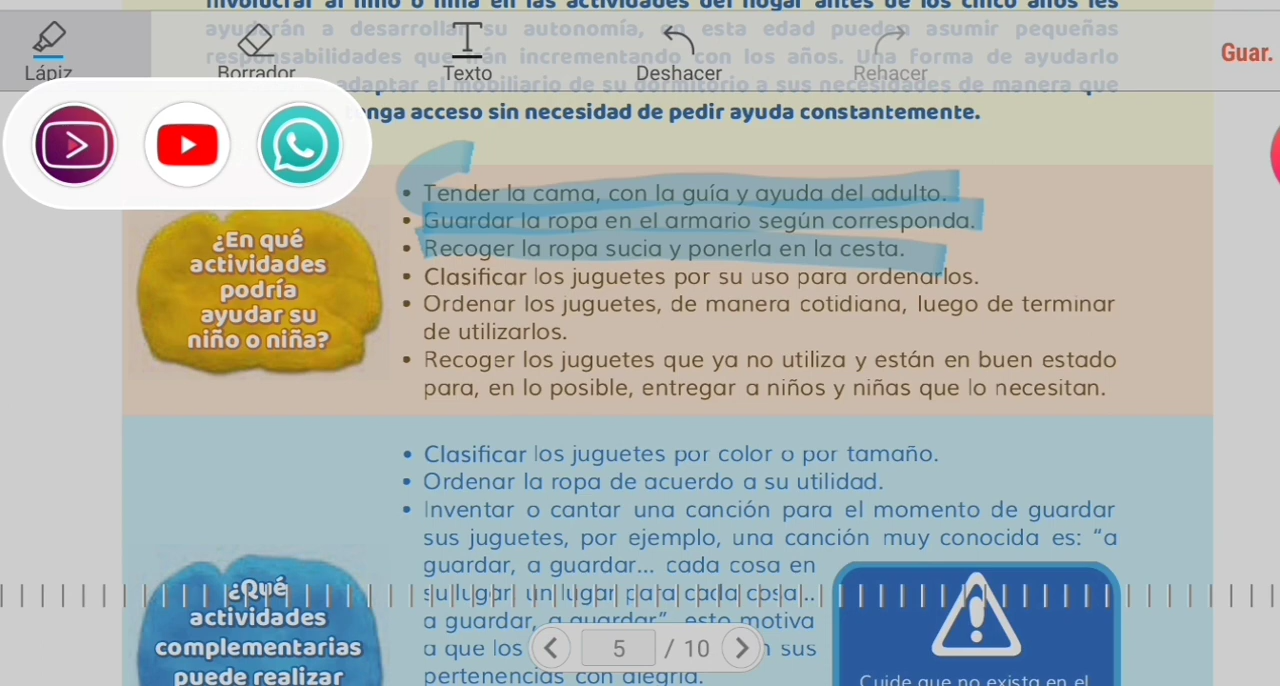 involucrar al niño o niña en las actividades del hogar antes de los cinco años les
ayudarán a desarrollar su autonomía, en esta edad pueden asumir pequeñas
responsabilidades que irán incrementando con los años. Una forma de ayudarlo
adaptar el mobiliario de su dormitorio a sus necesidades de manera que
tenga acceso sin necesidad de pedir ayuda constantemente.
Lápiz
Borrador
Texto
Deshacer
Rehacer
Guar.
¿En qué
actividades
podría
ayudar su
niño o niña?
• Tender la cama, con la guía y ayuda del adulto.
• Guardar la ropa en el armario según corresponda.
• Recoger la ropa sucia y ponerla en la cesta.
• Clasificar los juguetes por su uso para ordenarlos.
• Ordenar los juguetes, de manera cotidiana, luego de terminar
de utilizarlos.
• Recoger los juguetes que ya no utiliza y están en buen estado
para, en lo posible, entregar a niños y niñas que lo necesitan.
¿Qué
actividades
complementarias
puede realizar
• Clasificar los juguetes por color o por tamaño.
• Ordenar la ropa de acuerdo a su utilidad.
• Inventar o cantar una canción para el momento de guardar
sus juguetes, por ejemplo, una canción muy conocida es: “a
guardar, a guardar... cada cosa en
su lugar, un lugar para cada cosa...
a guardar, a guardar”, esto motiva
a que los
sus
pertenencias con alegría.
Cuide que no exista en el
5 / 10